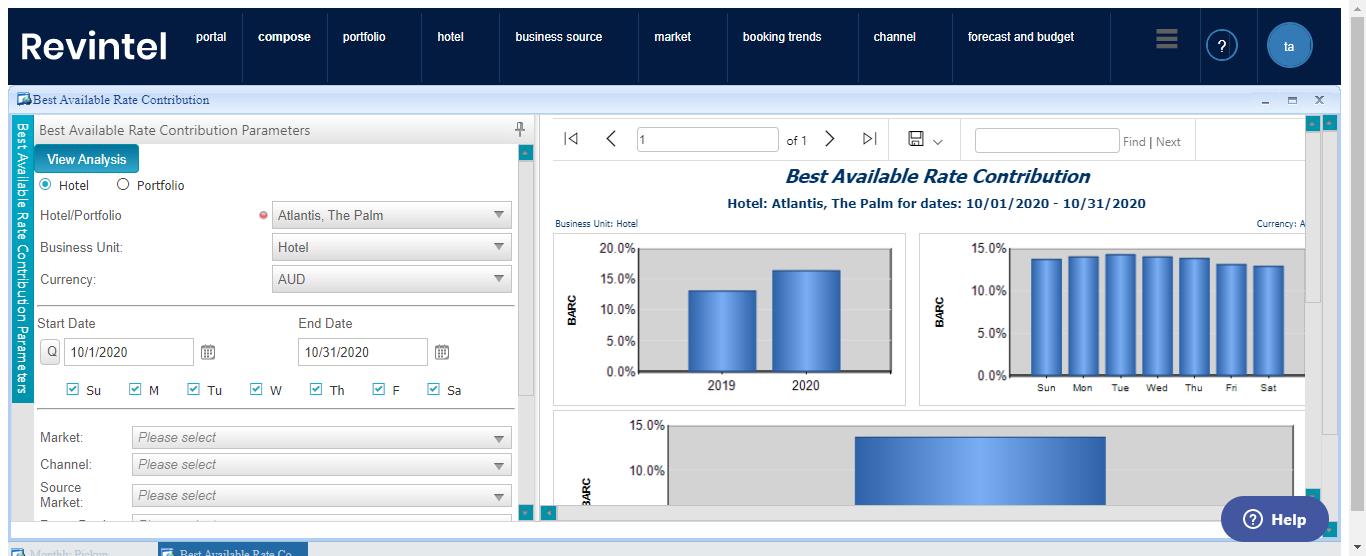 Revintel
portal compose portfolio hotel business source market booking trends channel forecast and budget ? ta
Best Available Rate Contribution
Best Available Rate Contribution Parameters
Best Available Rate Contribution Parameters
View Analysis
Hotel Portfolio
Hotel/Portfolio Atlantis, The Palm
Business Unit: Hotel
Currency: AUD
Start Date End Date
Q 10/1/2020 10/31/2020
Su M Tu W Th F Sa
Market: Please select
Channel: Please select
Source
Market: Please select
1 of 1 Find | Next
Best Available Rate Contribution
Hotel: Atlantis, The Palm for dates: 10/01/2020 - 10/31/2020
Business Unit: Hotel Currency: A
BARC
20.0%
15.0%
10.0%
5.0%
0.0%
2019 2020
BARC
15.0%
10.0%
5.0%
0.0%
Sun Mon Tue Wed Thu Fri Sat
BARC
15.0%
10.0%
? Help
Monthly Pickup Best Available Rate Co...